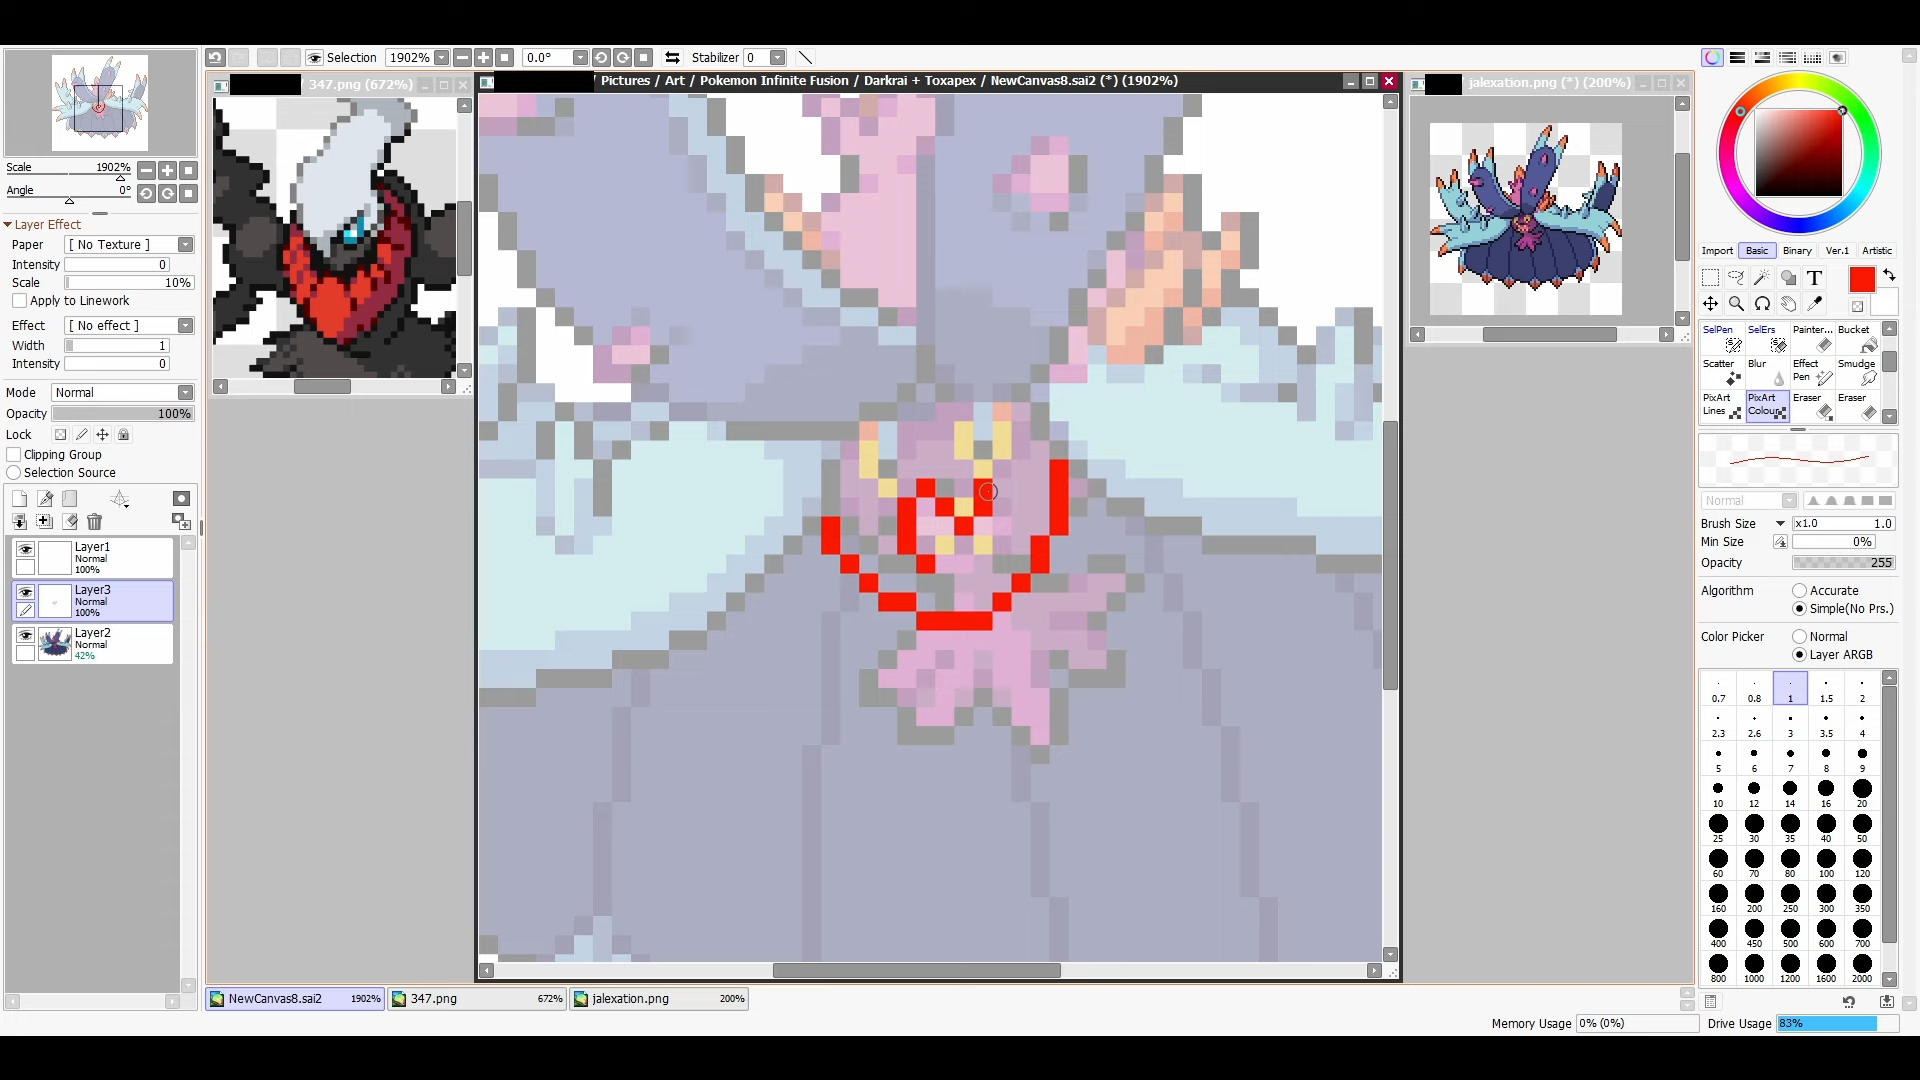 Selection 1902% 0.0° Stabilizer 0
347.png (672%)
Pictures / Art / Pokemon Infinite Fusion / Darkrai + Toxapex / NewCanvas8.sai2 (*) (1902%)
jalexation.png (*) (200%)
Scale 1902%
Angle 0°
Layer Effect
Paper [ No Texture ]
Intensity 0
Scale 10%
Apply to Linework
Effect [ No effect ]
Width 1
Intensity 0
Mode Normal
Opacity 100%
Lock
Clipping Group
Selection Source
Layer1
Normal
100%
Layer3
Normal
100%
Layer2
Normal
42%
Import Basic Binary Ver.1 Artistic
T
SelPen SelErs Painter... Bucket
Scatter Blur Effect Pen Smudge
PixArt Lines PixArt Colour Eraser Eraser
Normal
Brush Size x1.0 1.0
Min Size 0%
Opacity 255
Algorithm Accurate
Simple(No Prs.)
Color Picker Normal
Layer ARGB
0.7 0.8 1 1.5 2
2.3 2.6 3 3.5 4
5 6 7 8 9
10 12 14 16 20
25 30 35 40 50
60 70 80 100 120
160 200 250 300 350
400 450 500 600 700
800 1000 1200 1600 2000
NewCanvas8.sai2 1902% 347.png 672% jalexation.png 200%
Memory Usage 0% (0%) Drive Usage 83%